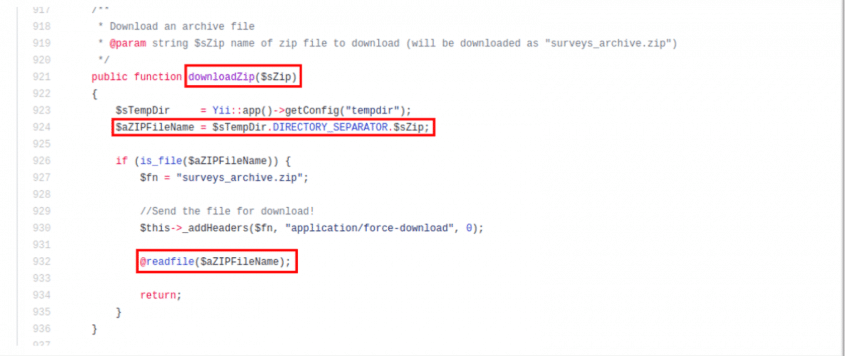 917 /**
918 * Download an archive file
919 * @param string $sZip name of zip file to download (will be downloaded as "surveys_archive.zip")
920 */
921 public function downloadZip($sZip)
922 {
923 $sTempDir = Yii::app()->getConfig("tempdir");
924 $aZIPFileName = $sTempDir.DIRECTORY_SEPARATOR.$sZip;
925
926 if (is_file($aZIPFileName)) {
927 $fn = "surveys_archive.zip";
928
929 //Send the file for download!
930 $this->_addHeaders($fn, "application/force-download", 0);
931
932 @readfile($aZIPFileName);
933
934 return;
935 }
936 }
937